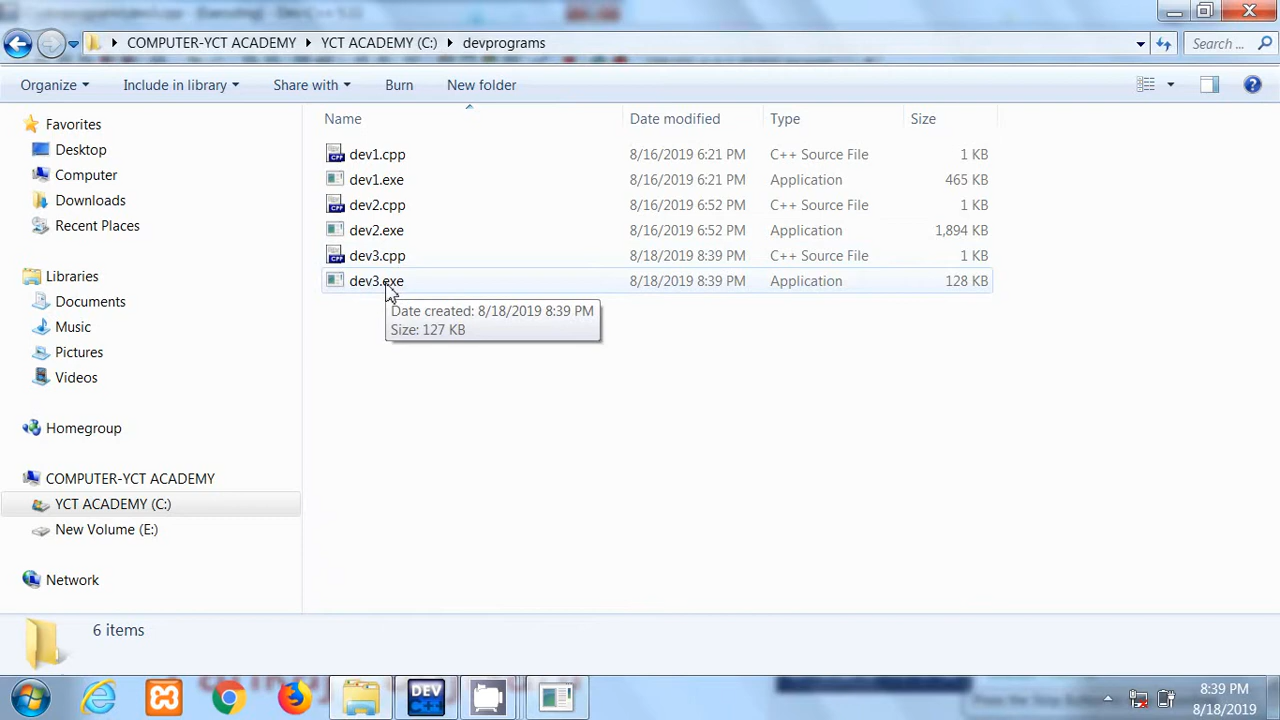 COMPUTER-YCT ACADEMY YCT ACADEMY (C:) devprograms Search ...
Organize Include in library Share with Burn New folder
Name Date modified Type Size
Favorites
Desktop
Computer
Downloads
Recent Places
Libraries
Documents
Music
Pictures
Videos
Homegroup
COMPUTER-YCT ACADEMY
YCT ACADEMY (C:)
New Volume (E:)
Network
dev1.cpp 8/16/2019 6:21 PM C++ Source File 1 KB
dev1.exe 8/16/2019 6:21 PM Application 465 KB
dev2.cpp 8/16/2019 6:52 PM C++ Source File 1 KB
dev2.exe 8/16/2019 6:52 PM Application 1,894 KB
dev3.cpp 8/18/2019 8:39 PM C++ Source File 1 KB
dev3.exe 8/18/2019 8:39 PM Application 128 KB
Date created: 8/18/2019 8:39 PM
Size: 127 KB
6 items
DEV
C++
8:39 PM
8/18/2019